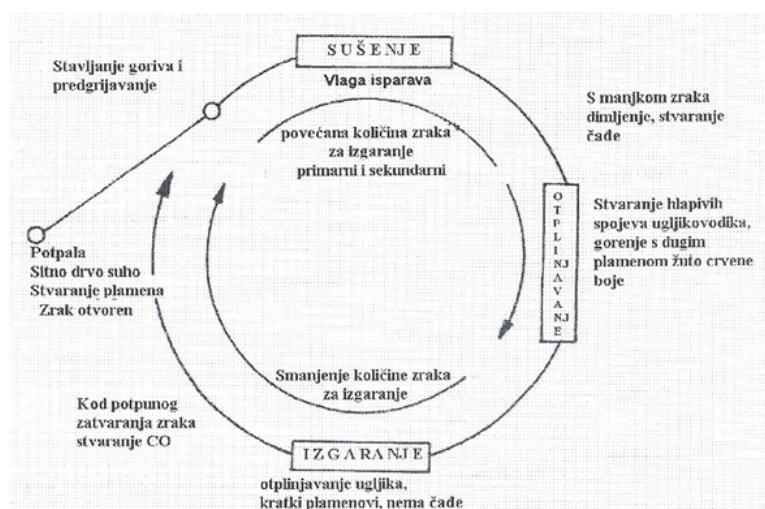 SUŠENJE
Vlaga isparava
Stavljanje goriva i
predgrijavanje
povećana količina zraka
za izgaranje
primarni i sekundarni
S manjkom zraka
dimljenje, stvaranje
čađe
OTPLINJAVANJE
Stvaranje hlapivih
spojeva ugljikovodika,
gorenje s dugim
plamenom žuto crvene
boje
Potpala
Sitno drvo suho
Stvaranje plamena
Zrak otvoren
Smanjenje količine zraka
za izgaranje
Kod potpunog
zatvaranja zraka
stvaranje CO
IZGARANJE
otplinjavanje ugljika,
kratki plamenovi, nema čađe